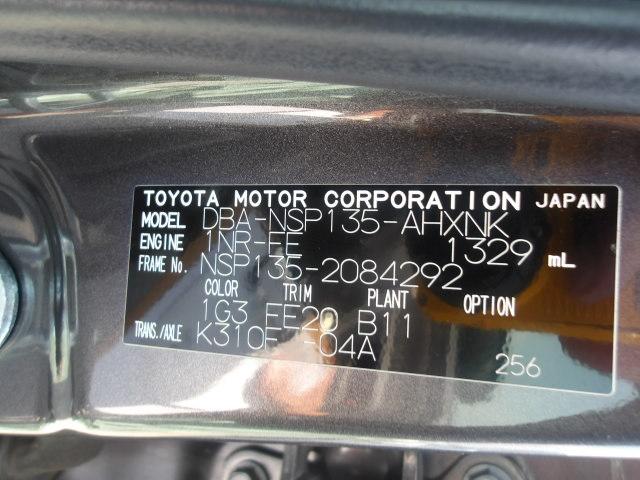 TOYOTA MOTOR CORPORATION JAPAN
MODEL DBA-NSP135-AHXNK
ENGINE 1NR-FE 1329 mL
FRAME No. NSP135-2084292
COLOR TRIM PLANT OPTION
1G3 FE20 B11
TRANS./AXLE K310F -04A
256